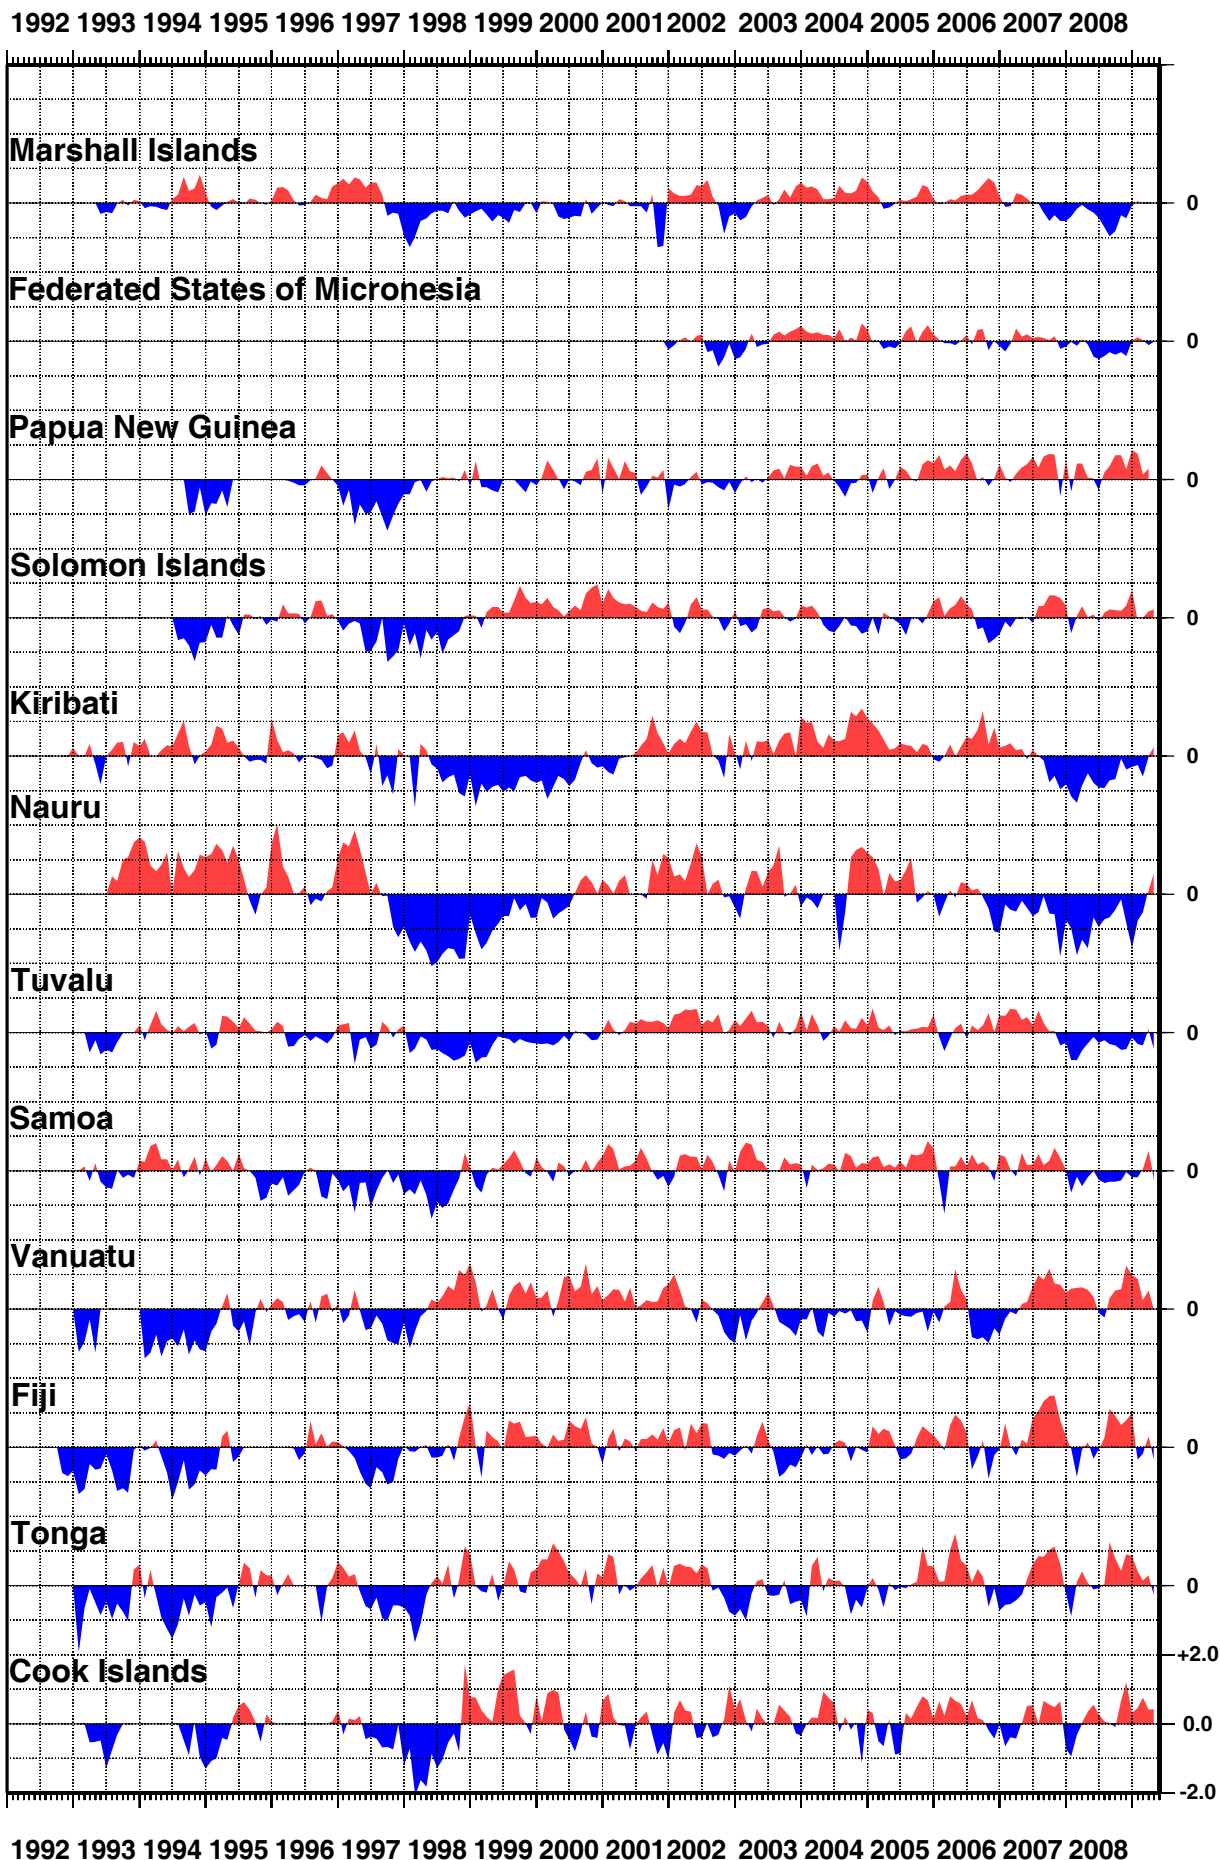 1992 1993 1994 1995 1996 1997 1998 1999 2000 2001 2002 2003 2004 2005 2006 2007 2008
Marshall Islands
0
Federated States of Micronesia
0
Papua New Guinea
0
Solomon Islands
0
Kiribati
0
Nauru
0
Tuvalu
0
Samoa
0
Vanuatu
0
Fiji
0
Tonga
0
+2.0
Cook Islands
0.0
-2.0
1992 1993 1994 1995 1996 1997 1998 1999 2000 2001 2002 2003 2004 2005 2006 2007 2008